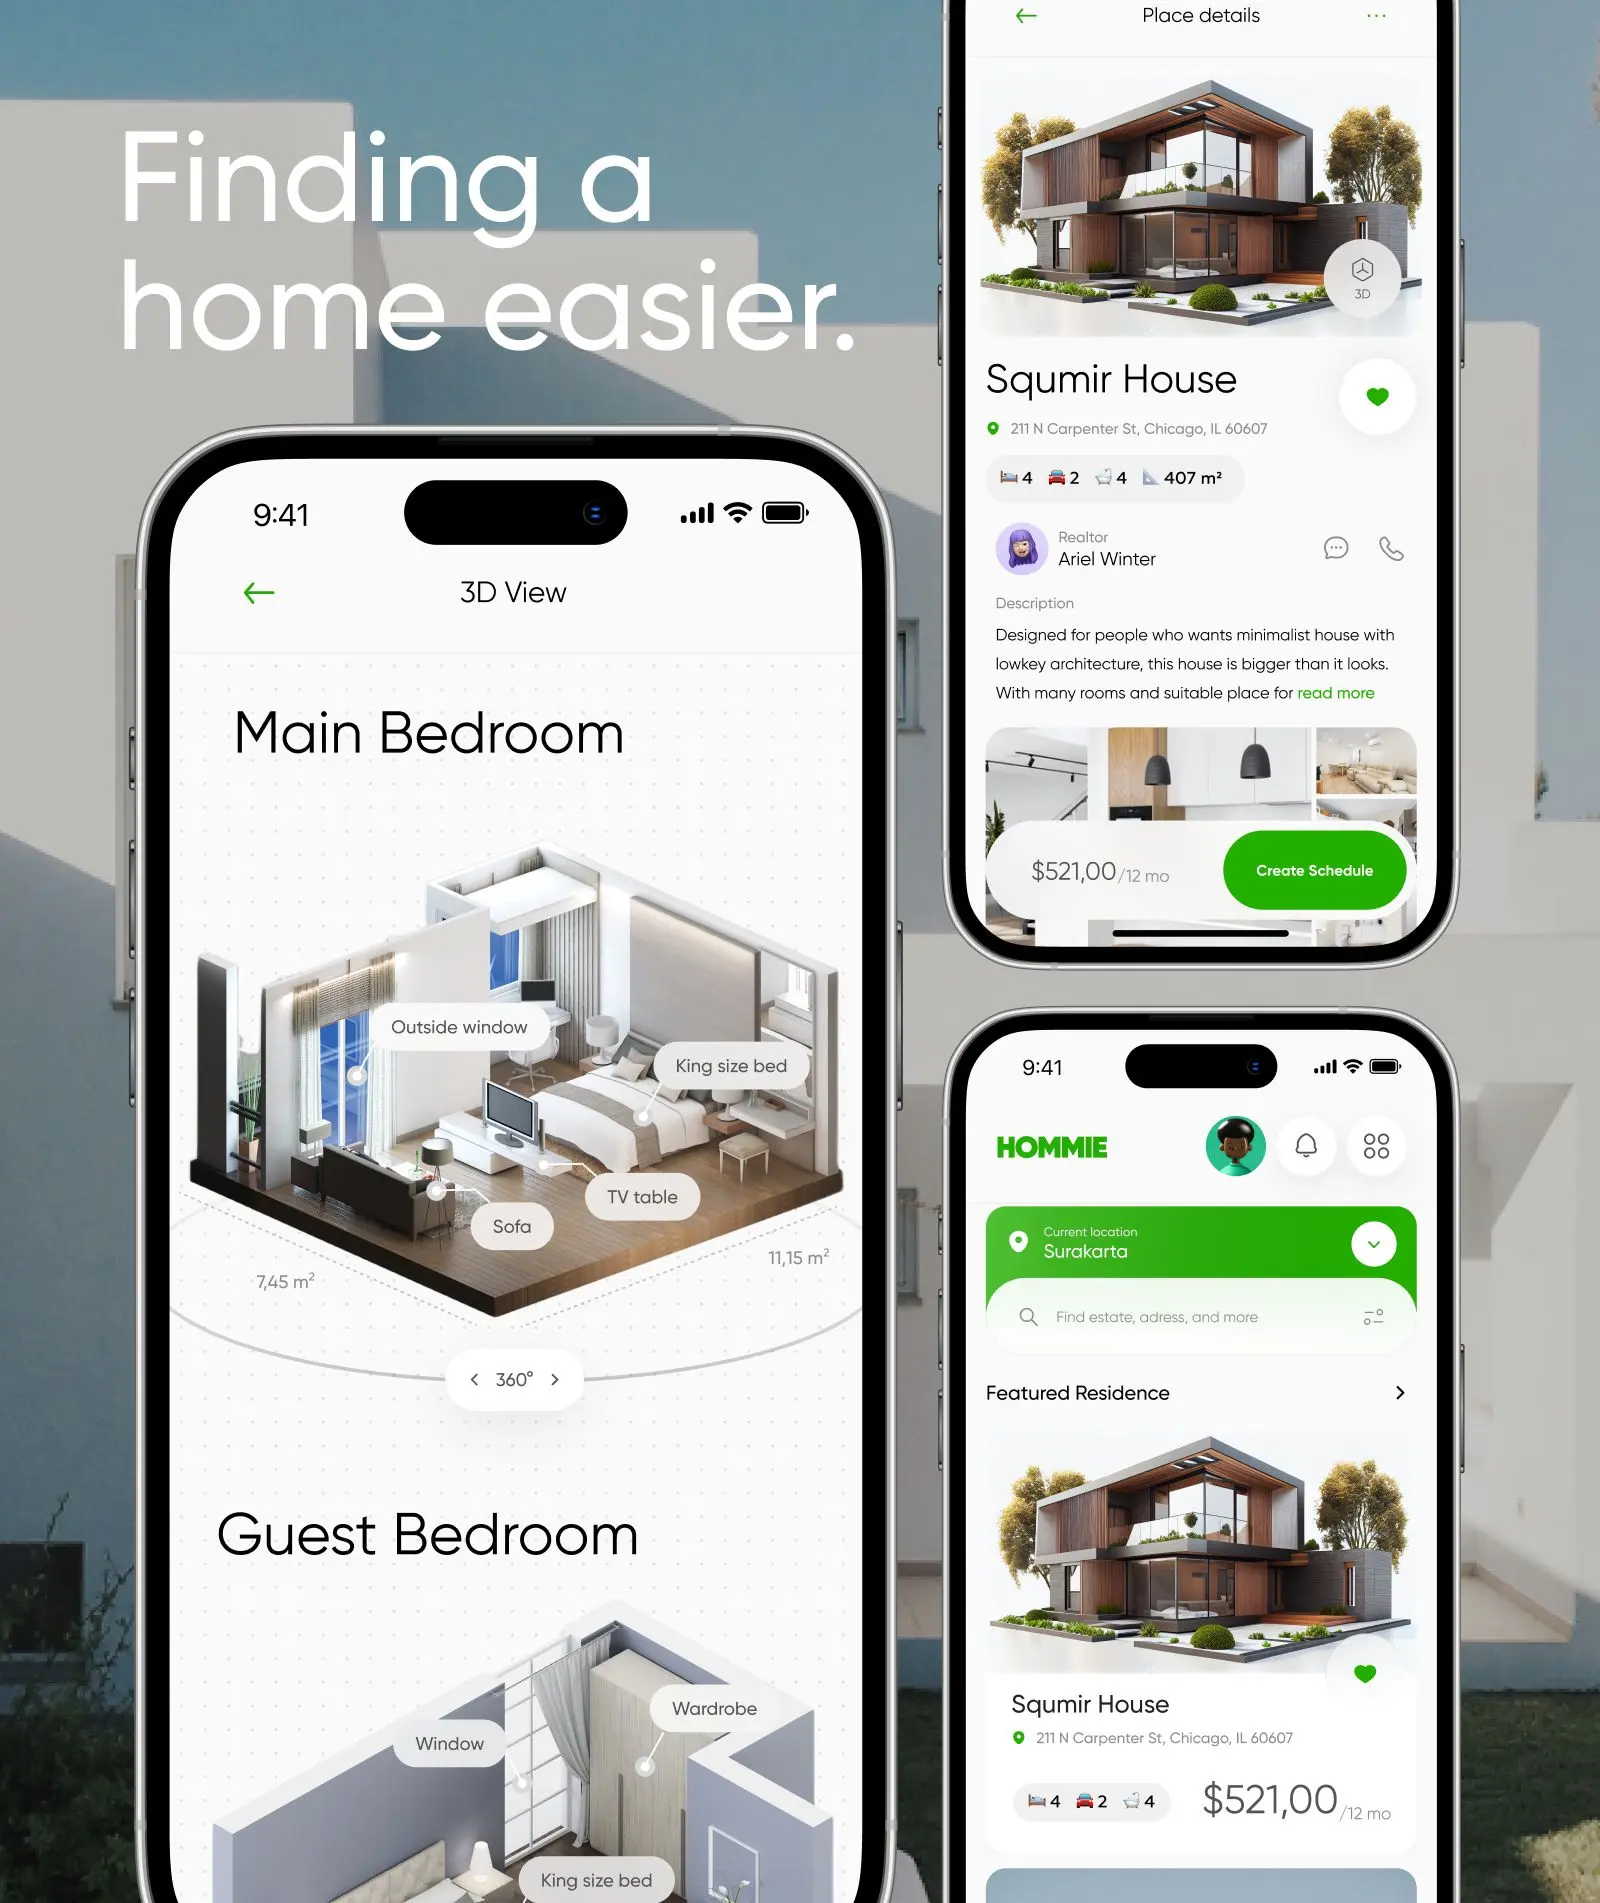 Finding a
home easier.
9:41
3D View
Main Bedroom
Outside window
King size bed
TV table
Sofa
11,15 m²
7,45 m²
360°
Guest Bedroom
Wardrobe
Window
King size bed
Place details
3D
Squmir House
211 N Carpenter St, Chicago, IL 60607
4 2 4 407 m²
Realtor
Ariel Winter
Description
Designed for people who wants minimalist house with
lowkey architecture, this house is bigger than it looks.
With many rooms and suitable place for read more
$521,00/12 mo
Create Schedule
9:41
HOMMIE
Current location
Surakarta
Find estate, adress, and more
Featured Residence
Squmir House
211 N Carpenter St, Chicago, IL 60607
4 2 4
$521,00/12 mo